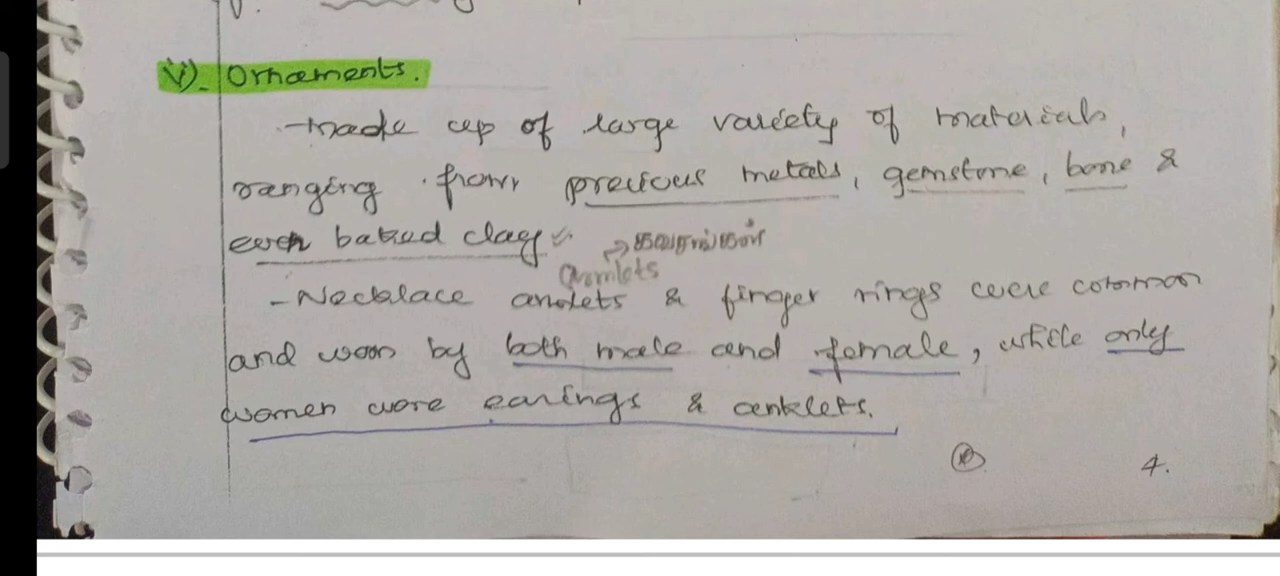 v). Ornaments.
- made up of large variety of materials,
ranging from precious metals, gemstone, bone &
even baked clay.
Armlets
- Necklace amlets & finger rings were common
and worn by both male and female, while only
women wore earings & anklets.
4.